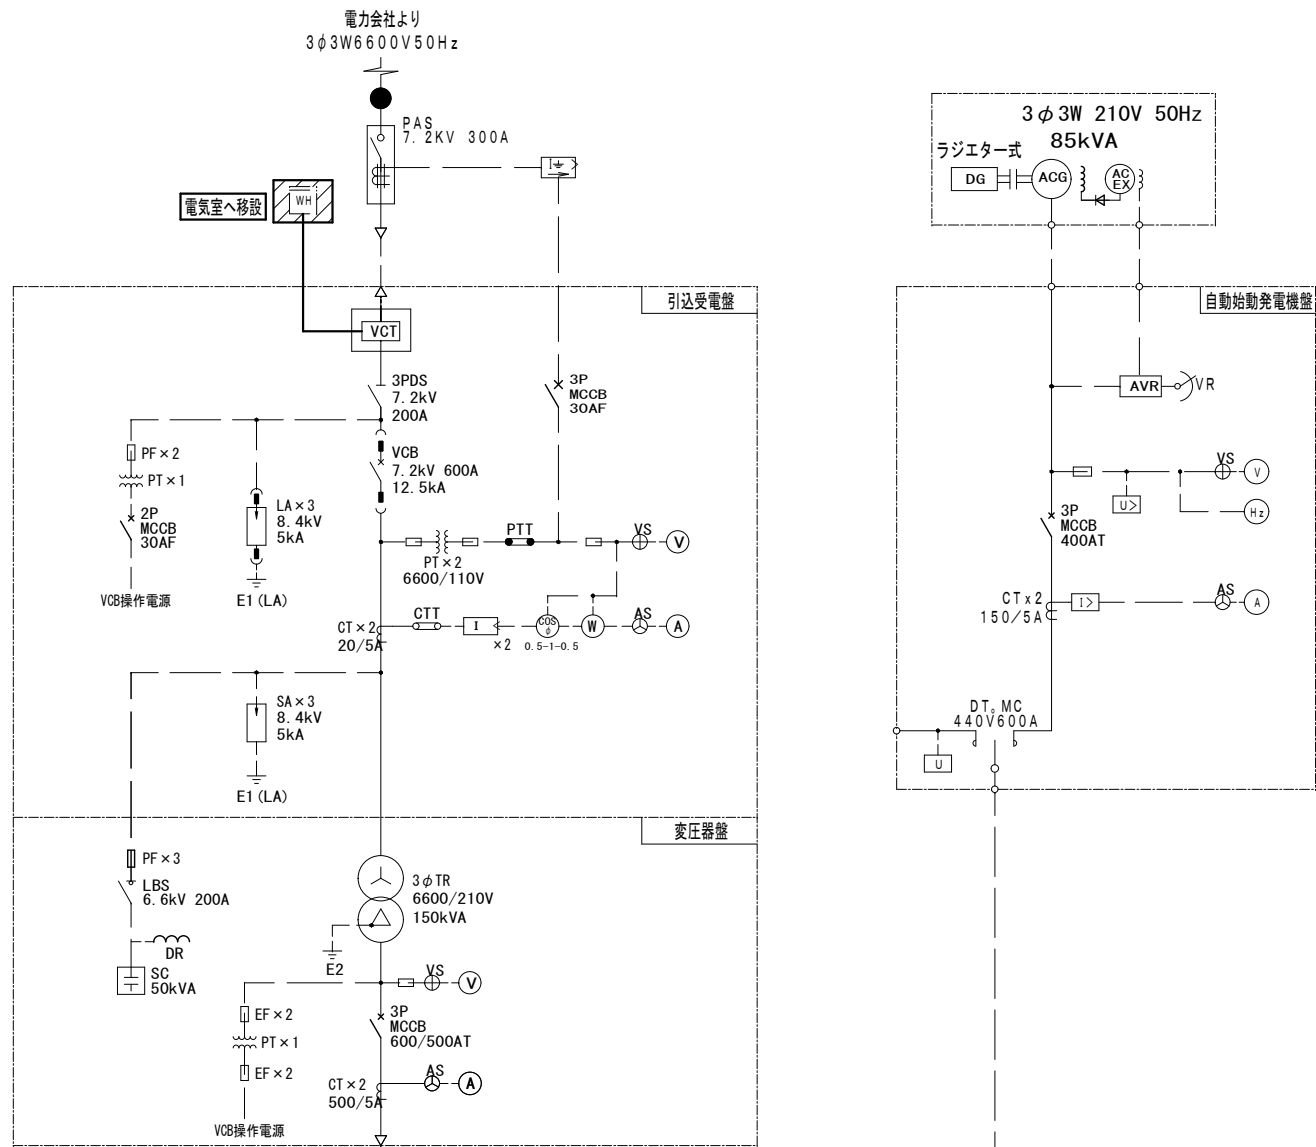 電力会社より
3φ3W6600V50Hz
PAS
7.2KV 300A
I
WH
電気室へ移設
引込受電盤
VCT
3PDS
7.2kV
200A
3P
MCCB
30AF
PF×2
PT×1
2P
MCCB
30AF
VCB操作電源
LA×3
8.4kV
5kA
E1(LA)
VCB
7.2kV 600A
12.5kA
PTT
VS
V
PT×2
6600/110V
CTT
CT×2
20/5A
I
×2
COS
φ
0.5-1-0.5
W
AS
A
SA×3
8.4kV
5kA
E1(LA)
変圧器盤
PF×3
LBS
6.6kV 200A
DR
SC
50kVA
3φTR
6600/210V
150kVA
E2
VS
V
EF×2
PT×1
EF×2
VCB操作電源
3P
MCCB
600/500AT
CT×2
500/5A
AS
A
3φ3W 210V 50Hz
85kVA
ラジエター式
DG
ACG
AC
EX
自動始動発電機盤
AVR
VR
VS
V
U>
Hz
3P
MCCB
400AT
CTx2
150/5A
I>
AS
A
DT。MC
440V600A
U